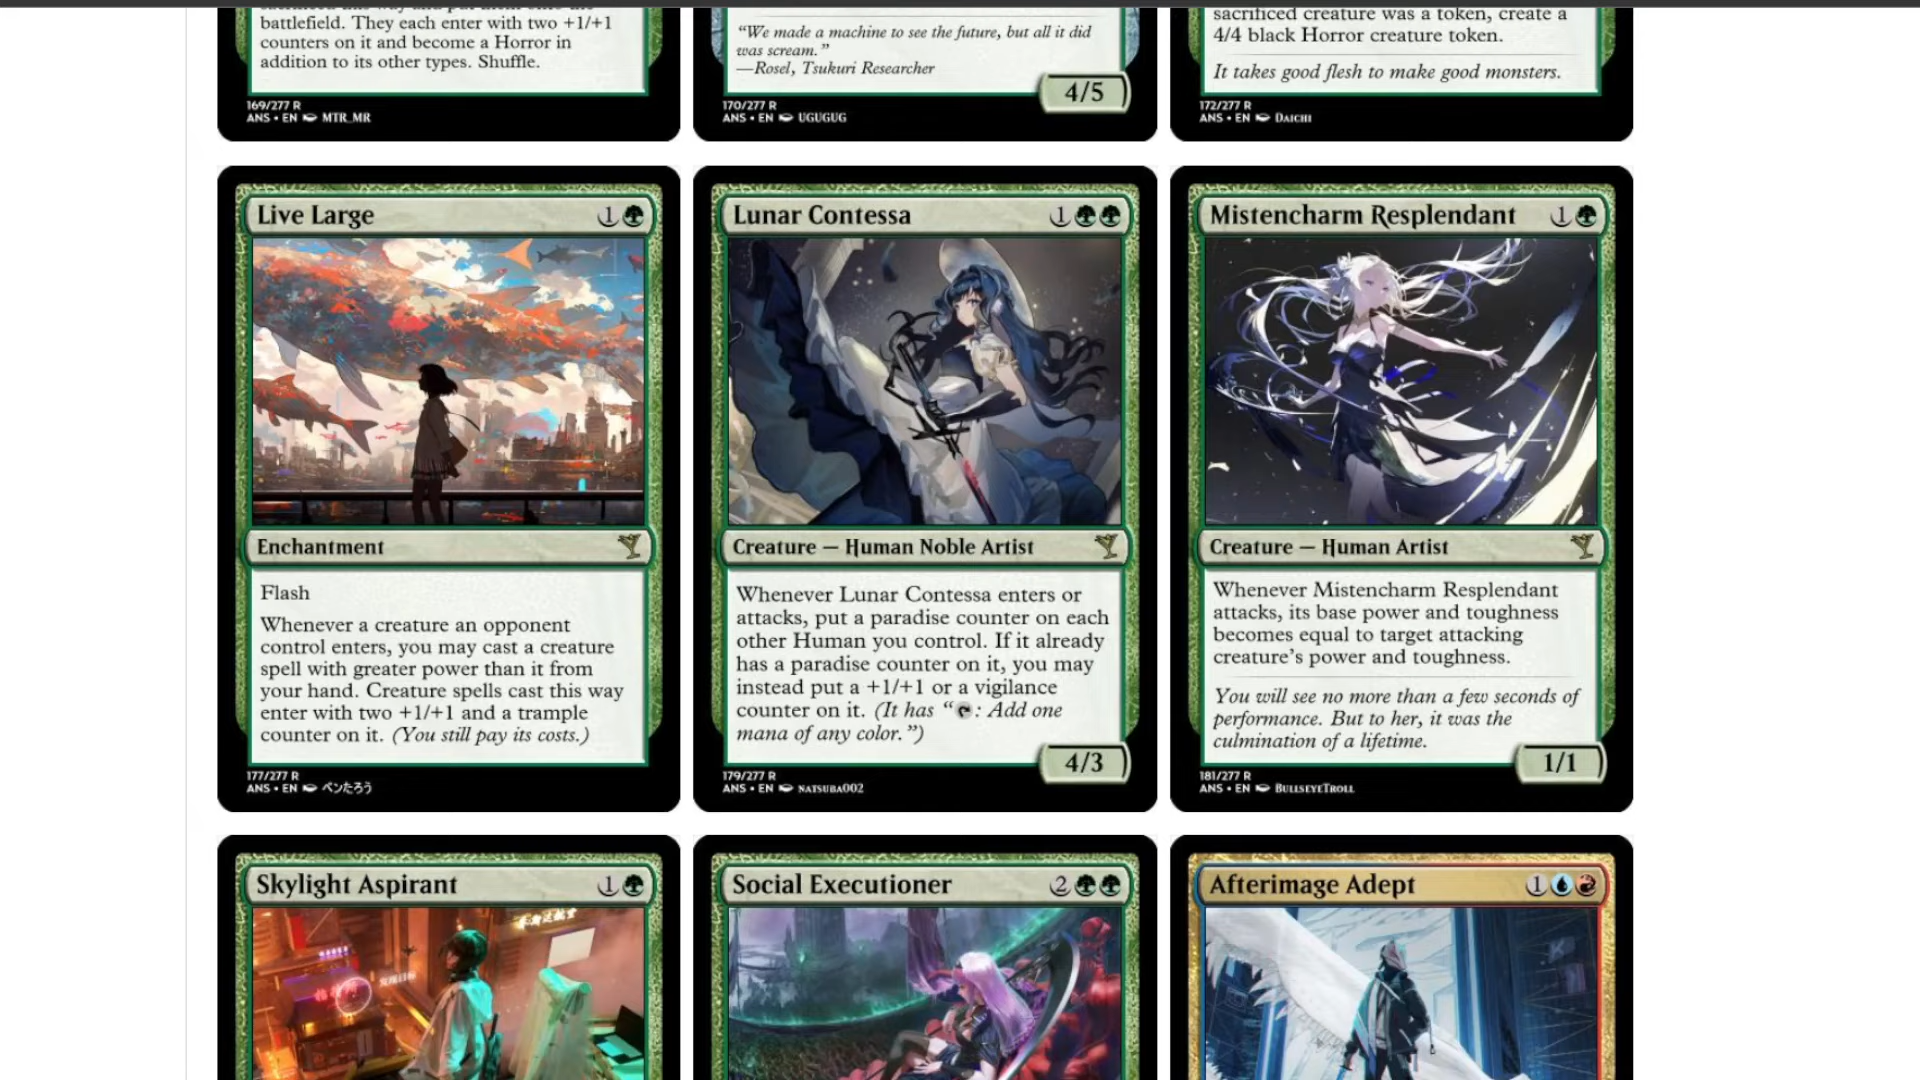 battlefield. They each enter with two +1/+1
counters on it and become a Horror in
addition to its other types. Shuffle.
169/277 R
ANS • EN MTR_MR
“We made a machine to see the future, but all it did
was scream.”
—Rosel, Tsukuri Researcher
4/5
170/277 R
ANS • EN UGUGUG
sacrificed creature was a token, create a
4/4 black Horror creature token.
It takes good flesh to make good monsters.
172/277 R
ANS • EN DAICHI
Live Large 1
Enchantment
Flash
Whenever a creature an opponent
control enters, you may cast a creature
spell with greater power than it from
your hand. Creature spells cast this way
enter with two +1/+1 and a trample
counter on it. (You still pay its costs.)
177/277 R
ANS • EN ペンたろう
Lunar Contessa 1
Creature — Human Noble Artist
Whenever Lunar Contessa enters or
attacks, put a paradise counter on each
other Human you control. If it already
has a paradise counter on it, you may
instead put a +1/+1 or a vigilance
counter on it. (It has “: Add one
mana of any color.”)
4/3
179/277 R
ANS • EN NATSUBA002
Mistencharm Resplendant 1
Creature — Human Artist
Whenever Mistencharm Resplendant
attacks, its base power and toughness
becomes equal to target attacking
creature’s power and toughness.
You will see no more than a few seconds of
performance. But to her, it was the
culmination of a lifetime.
1/1
181/277 R
ANS • EN BULLSEYETROLL
Skylight Aspirant 1
Social Executioner 2
Afterimage Adept 1